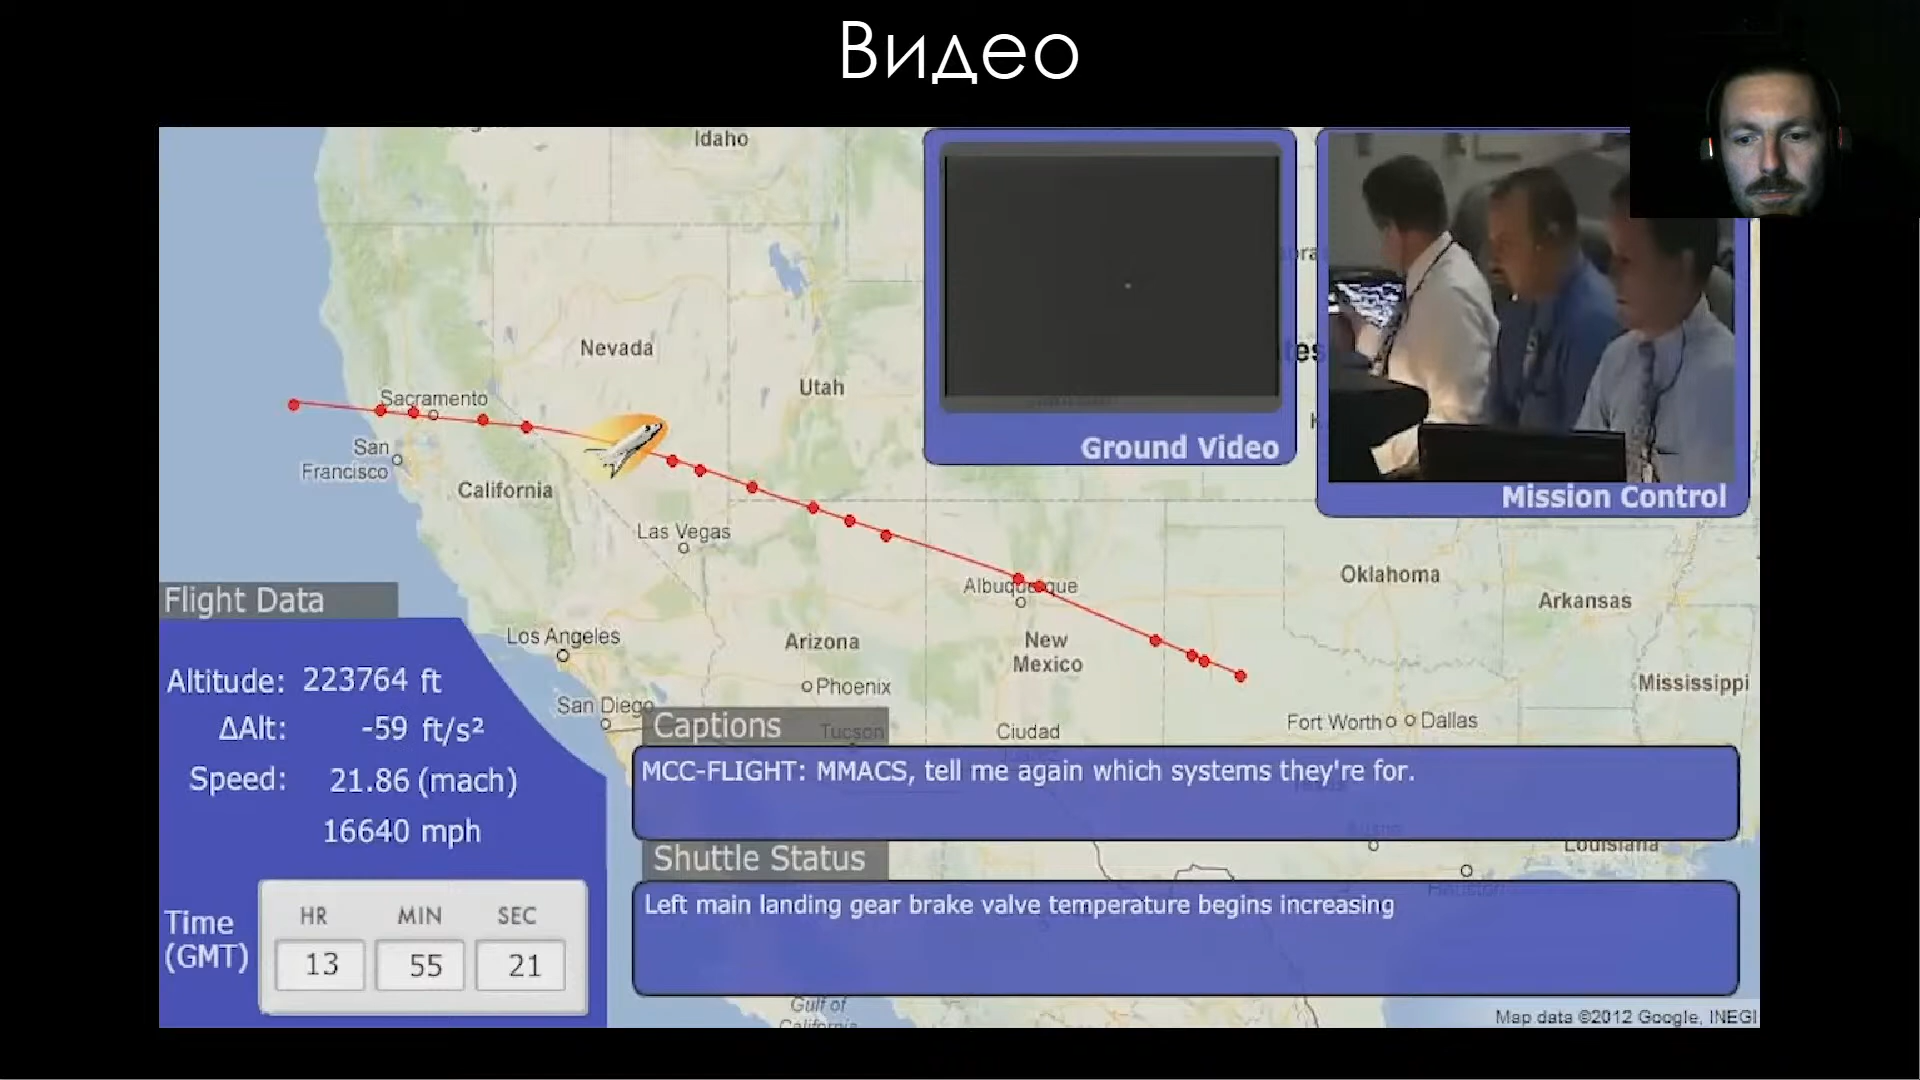 Видео
Idaho
Nevada
Utah
Sacramento
San
Francisco
California
Las Vegas
Ground Video
Mission Control
Albuquerque
Oklahoma
Arkansas
Flight Data
Los Angeles
Arizona
New
Mexico
Altitude: 223764 ft
Phoenix
Mississippi
San Diego
ΔAlt: -59 ft/s²
Captions
Tucson
Ciudad
Fort Worth
Dallas
Speed: 21.86 (mach)
16640 mph
MCC-FLIGHT: MMACS, tell me again which systems they're for.
Louisiana
Shuttle Status
Houston
Left main landing gear brake valve temperature begins increasing
Time
(GMT)
HR MIN SEC
13 55 21
Gulf of
California
Map data ©2012 Google, INEGI